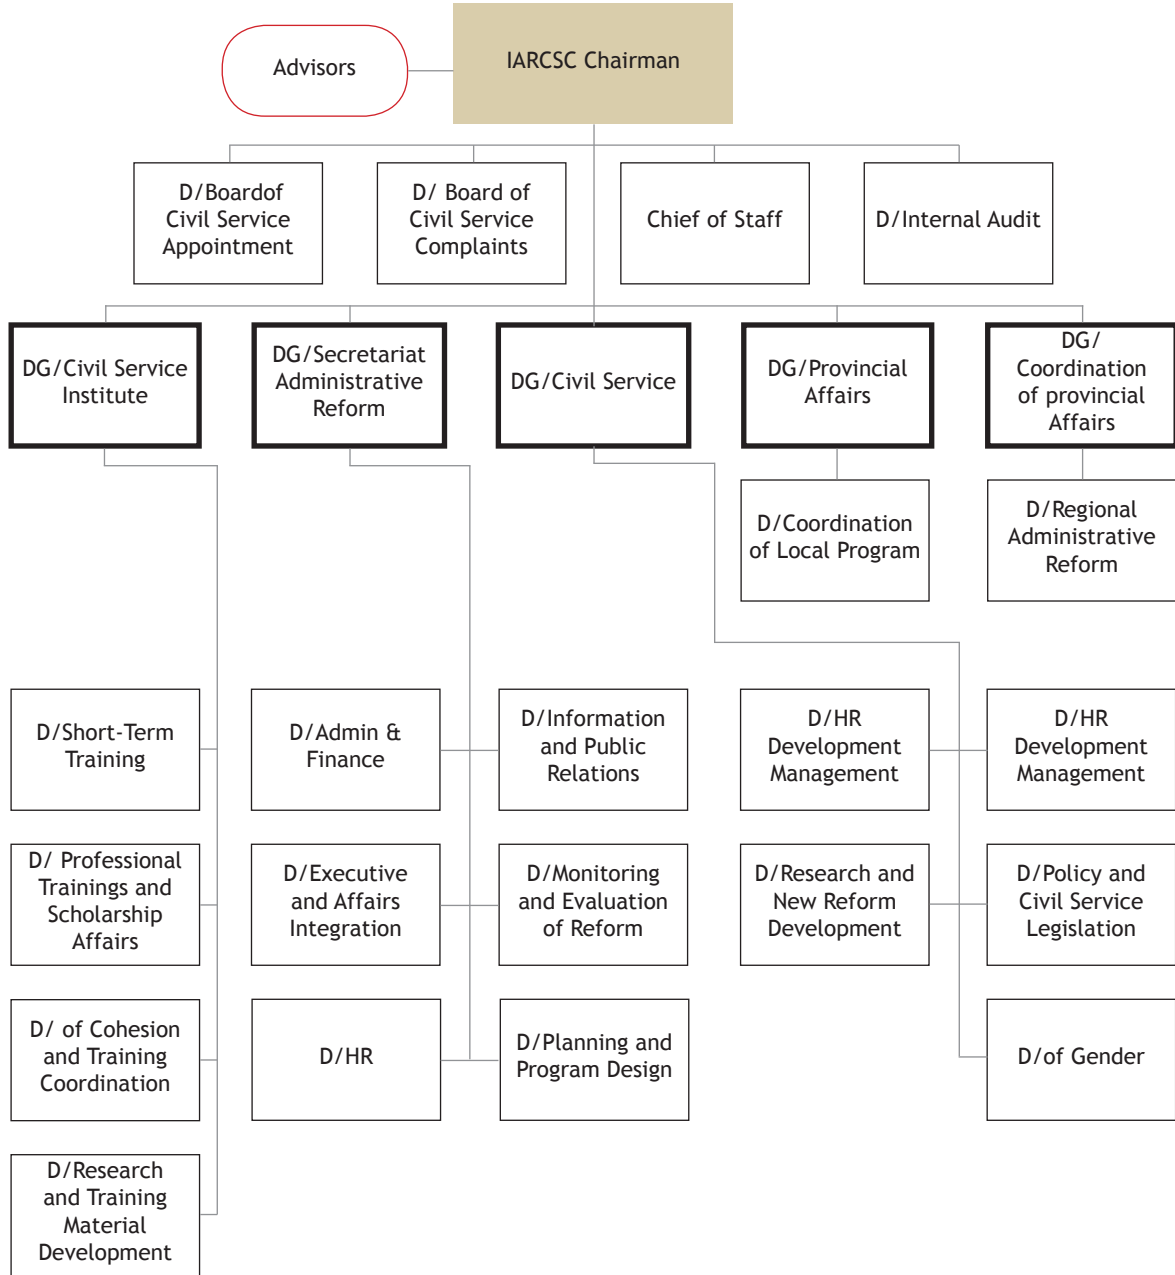 Advisors
IARCSC Chairman
D/Boardof
Civil Service
Appointment
D/ Board of
Civil Service
Complaints
Chief of Staff
D/Internal Audit
DG/Civil Service
Institute
DG/Secretariat
Administrative
Reform
DG/Civil Service
DG/Provincial
Affairs
DG/
Coordination
of provincial
Affairs
D/Coordination
of Local Program
D/Regional
Administrative
Reform
D/Short-Term
Training
D/Admin &
Finance
D/Information
and Public
Relations
D/HR
Development
Management
D/HR
Development
Management
D/ Professional
Trainings and
Scholarship
Affairs
D/Executive
and Affairs
Integration
D/Monitoring
and Evaluation
of Reform
D/Research and
New Reform
Development
D/Policy and
Civil Service
Legislation
D/ of Cohesion
and Training
Coordination
D/HR
D/Planning and
Program Design
D/of Gender
D/Research
and Training
Material
Development